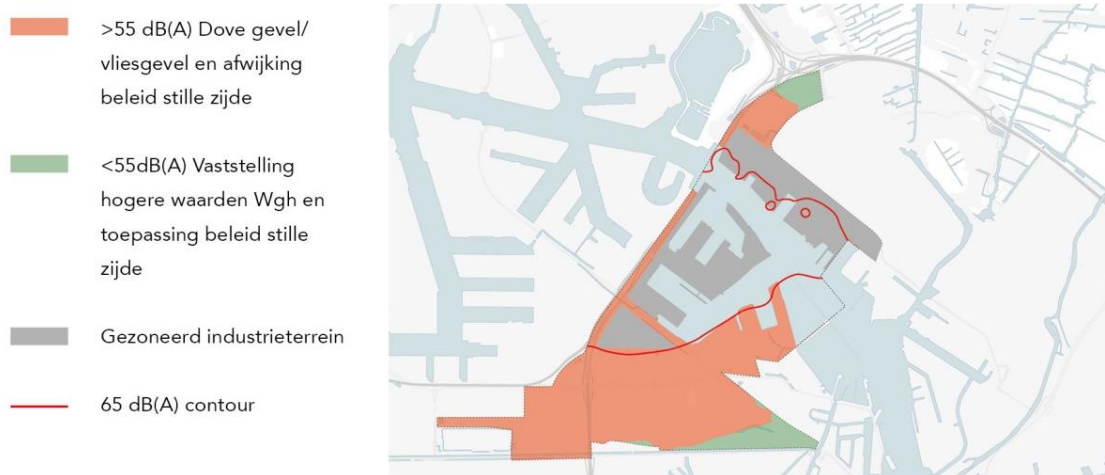 >55 dB(A) Dove gevel/
vliesgevel en afwijking
beleid stille zijde
<55dB(A) Vaststelling
hogere waarden Wgh en
toepassing beleid stille
zijde
Gezoneerd industrieterrein
65 dB(A) contour